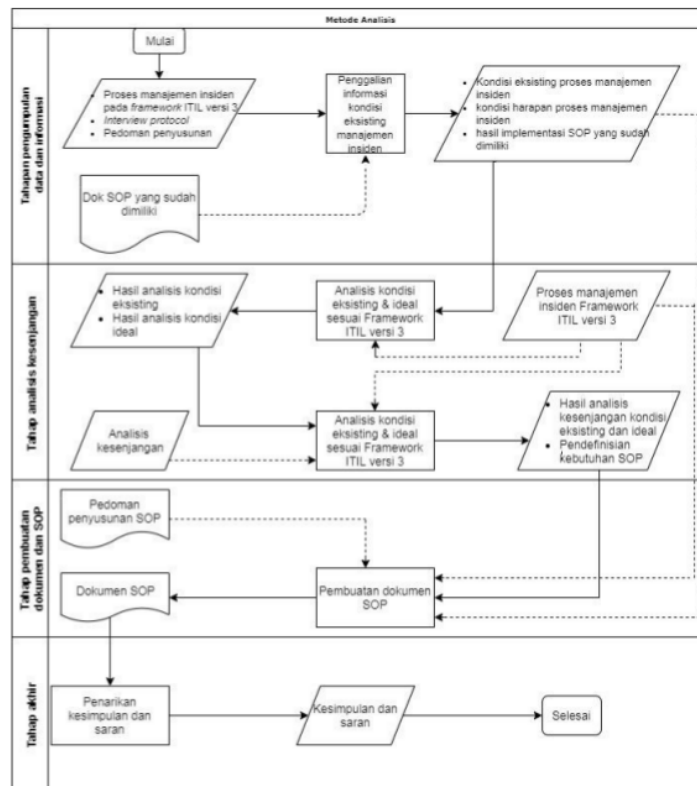 Metode Analisis
Tahapan pengumpulan
data dan informasi
Mulai
• Proses manajemen insiden
pada framework ITIL versi 3
• Interview protocol
• Pedoman penyusunan
Penggalian
informasi
kondisi
eksisting
manajemen
insiden
• Kondisi eksisting proses manajemen
insiden
• kondisi harapan proses manajemen
insiden
• hasil implementasi SOP yang sudah
dimiliki
Dok SOP yang sudah
dimiliki
Tahap analisis kesenjangan
• Hasil analisis kondisi
eksisting
• Hasil analisis kondisi
ideal
Analisis kondisi
eksisting & ideal
sesuai Framework
ITIL versi 3
Proses manajemen
insiden Framework
ITIL versi 3
Analisis
kesenjangan
Analisis kondisi
eksisting & ideal
sesuai Framework
ITIL versi 3
• Hasil analisis
kesenjangan kondisi
eksisting dan ideal
• Pendefinisian
kebutuhan SOP
Tahap pembuatan
dokumen dan SOP
Pedoman
penyusunan SOP
Dokumen SOP
Pembuatan dokumen
SOP
Tahap akhir
Penarikan
kesimpulan dan
saran
Kesimpulan dan
saran
Selesai